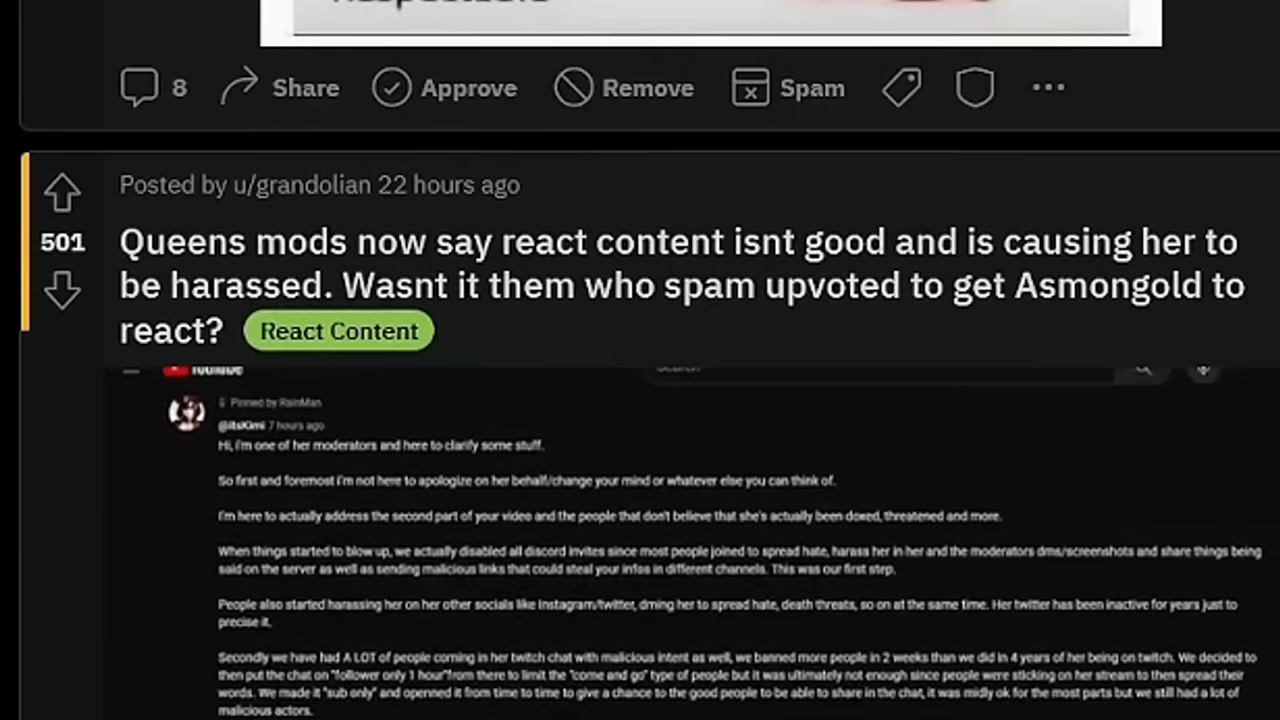 8 Share Approve Remove Spam
Posted by u/grandolian 22 hours ago
501
Queens mods now say react content isnt good and is causing her to
be harassed. Wasnt it them who spam upvoted to get Asmongold to
react? React Content
YouTube Search
Pinned by RainMan
@itsKimi 7 hours ago
Hi, i'm one of her moderators and here to clarify some stuff.
So first and foremost I'm not here to apologize on her behalf/change your mind or whatever else you can think of.
I'm here to actually address the second part of your video and the people that don't believe that she's actually been doxed, threatened and more.
When things started to blow up, we actually disabled all discord invites since most people joined to spread hate, harass her in her and the moderators dms/screenshots and share things being
said on the server as well as sending malicious links that could steal your infos in different channels. This was our first step.
People also started harassing her on her other socials like Instagram/twitter, dming her to spread hate, death threats, so on at the same time. Her twitter has been inactive for years just to
precise it.
Secondly we have had A LOT of people coming in her twitch chat with malicious intent as well, we banned more people in 2 weeks than we did in 4 years of her being on twitch. We decided to
then put the chat on "follower only 1 hour"from there to limit the "come and go" type of people but it was ultimately not enough since people were sticking on her stream to then spread their
words. We made it "sub only" and openned it from time to time to give a chance to the good people to be able to share in the chat, it was midly ok for the most parts but we still had a lot of
malicious actors.